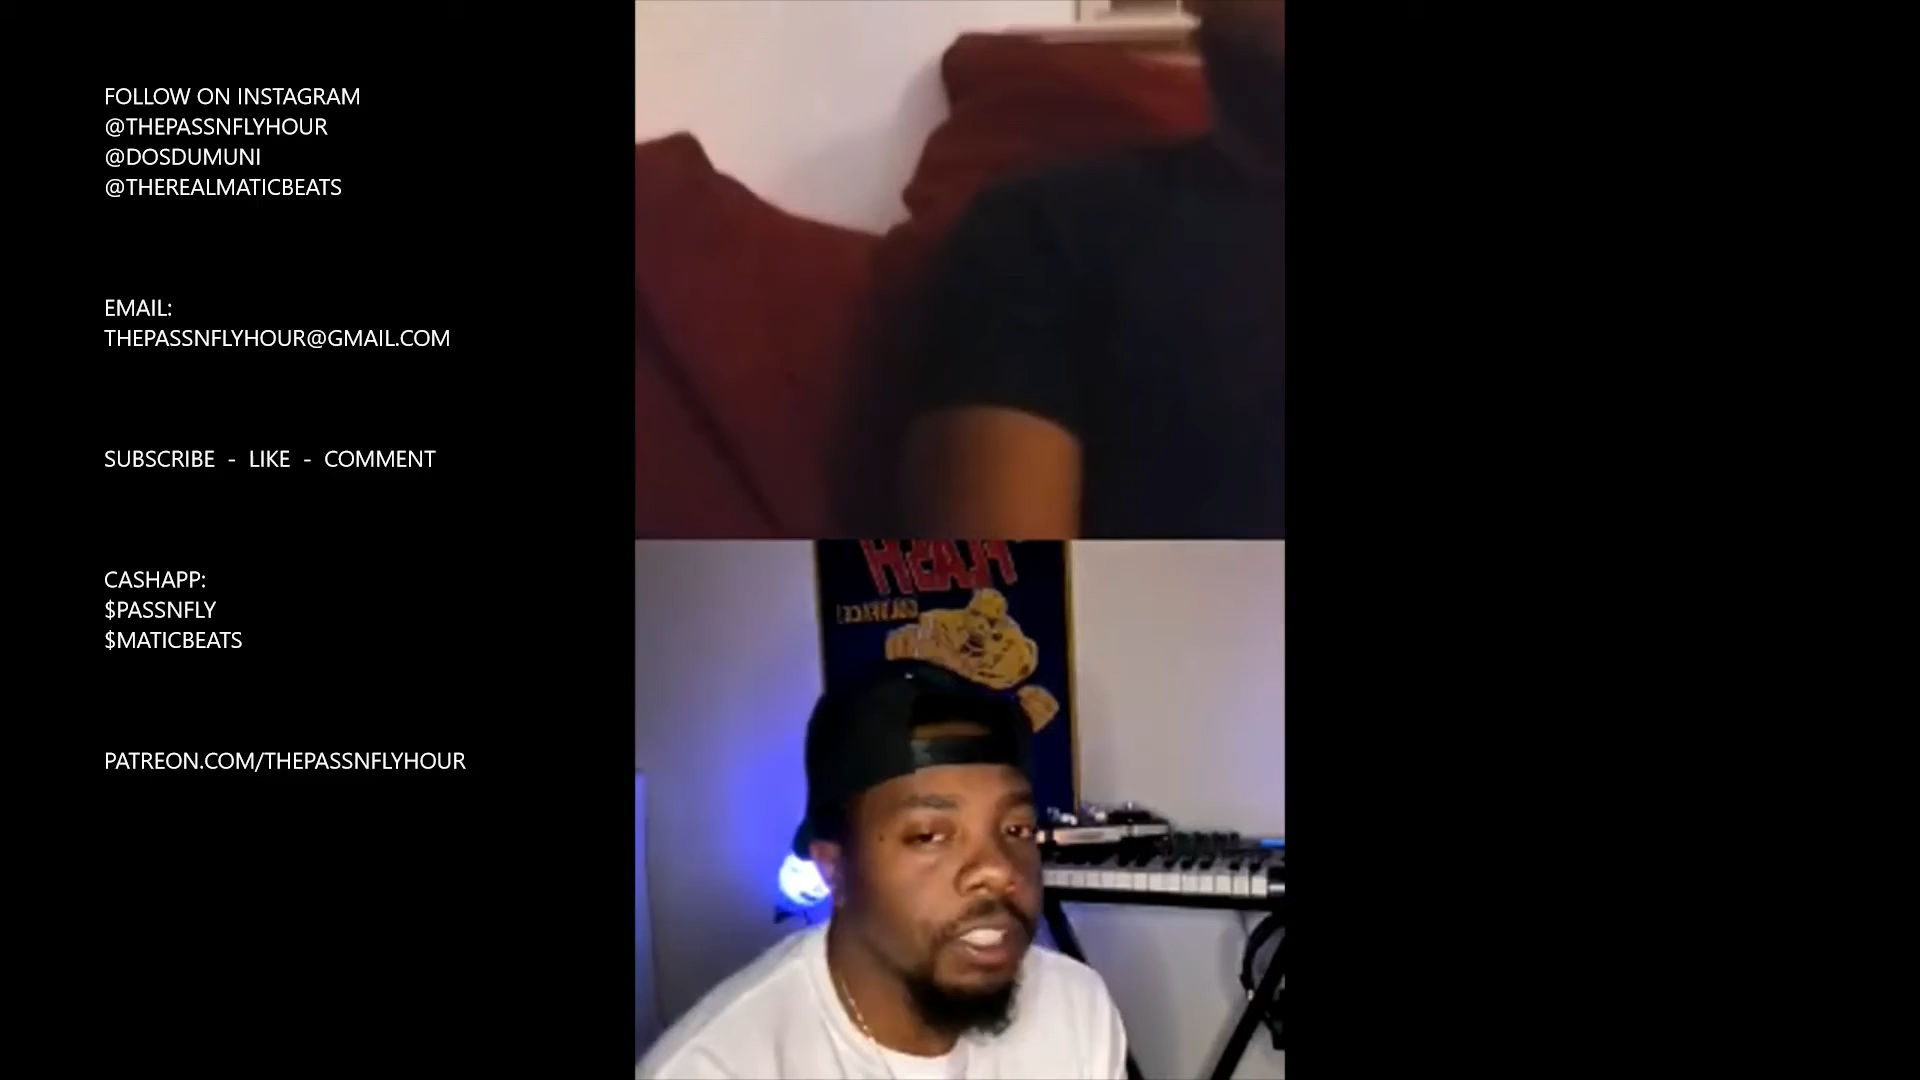 FOLLOW ON INSTAGRAM
@THEPASSNFLYHOUR
@DOSDUMUNI
@THEREALMATICBEATS
EMAIL:
THEPASSNFLYHOUR@GMAIL.COM
SUBSCRIBE - LIKE - COMMENT
CASHAPP:
$PASSNFLY
$MATICBEATS
PATREON.COM/THEPASSNFLYHOUR
FLASH